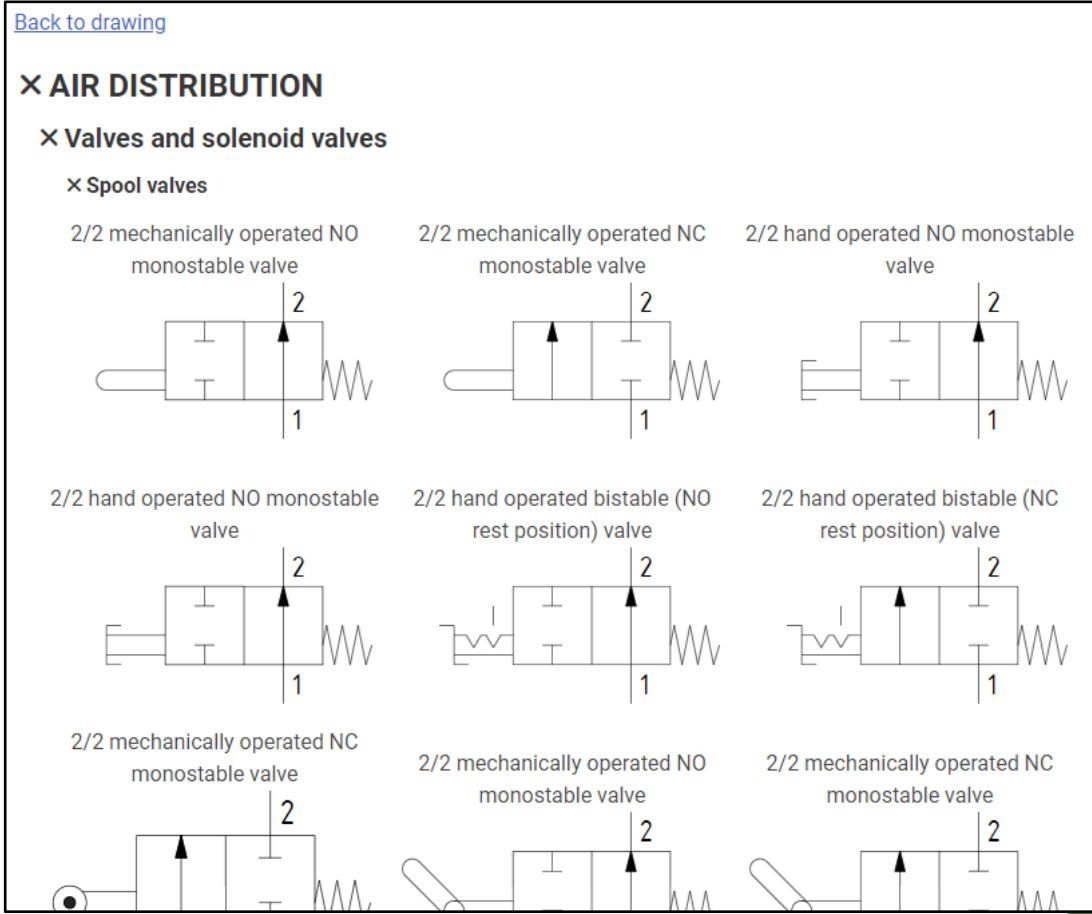 Back to drawing
× AIR DISTRIBUTION
× Valves and solenoid valves
× Spool valves
2/2 mechanically operated NO
monostable valve
2
1
2/2 mechanically operated NC
monostable valve
2
1
2/2 hand operated NO monostable
valve
2
1
2/2 hand operated NO monostable
valve
2
1
2/2 hand operated bistable (NO
rest position) valve
2
1
2/2 hand operated bistable (NC
rest position) valve
2
1
2/2 mechanically operated NC
monostable valve
2
2/2 mechanically operated NO
monostable valve
2
2/2 mechanically operated NC
monostable valve
2